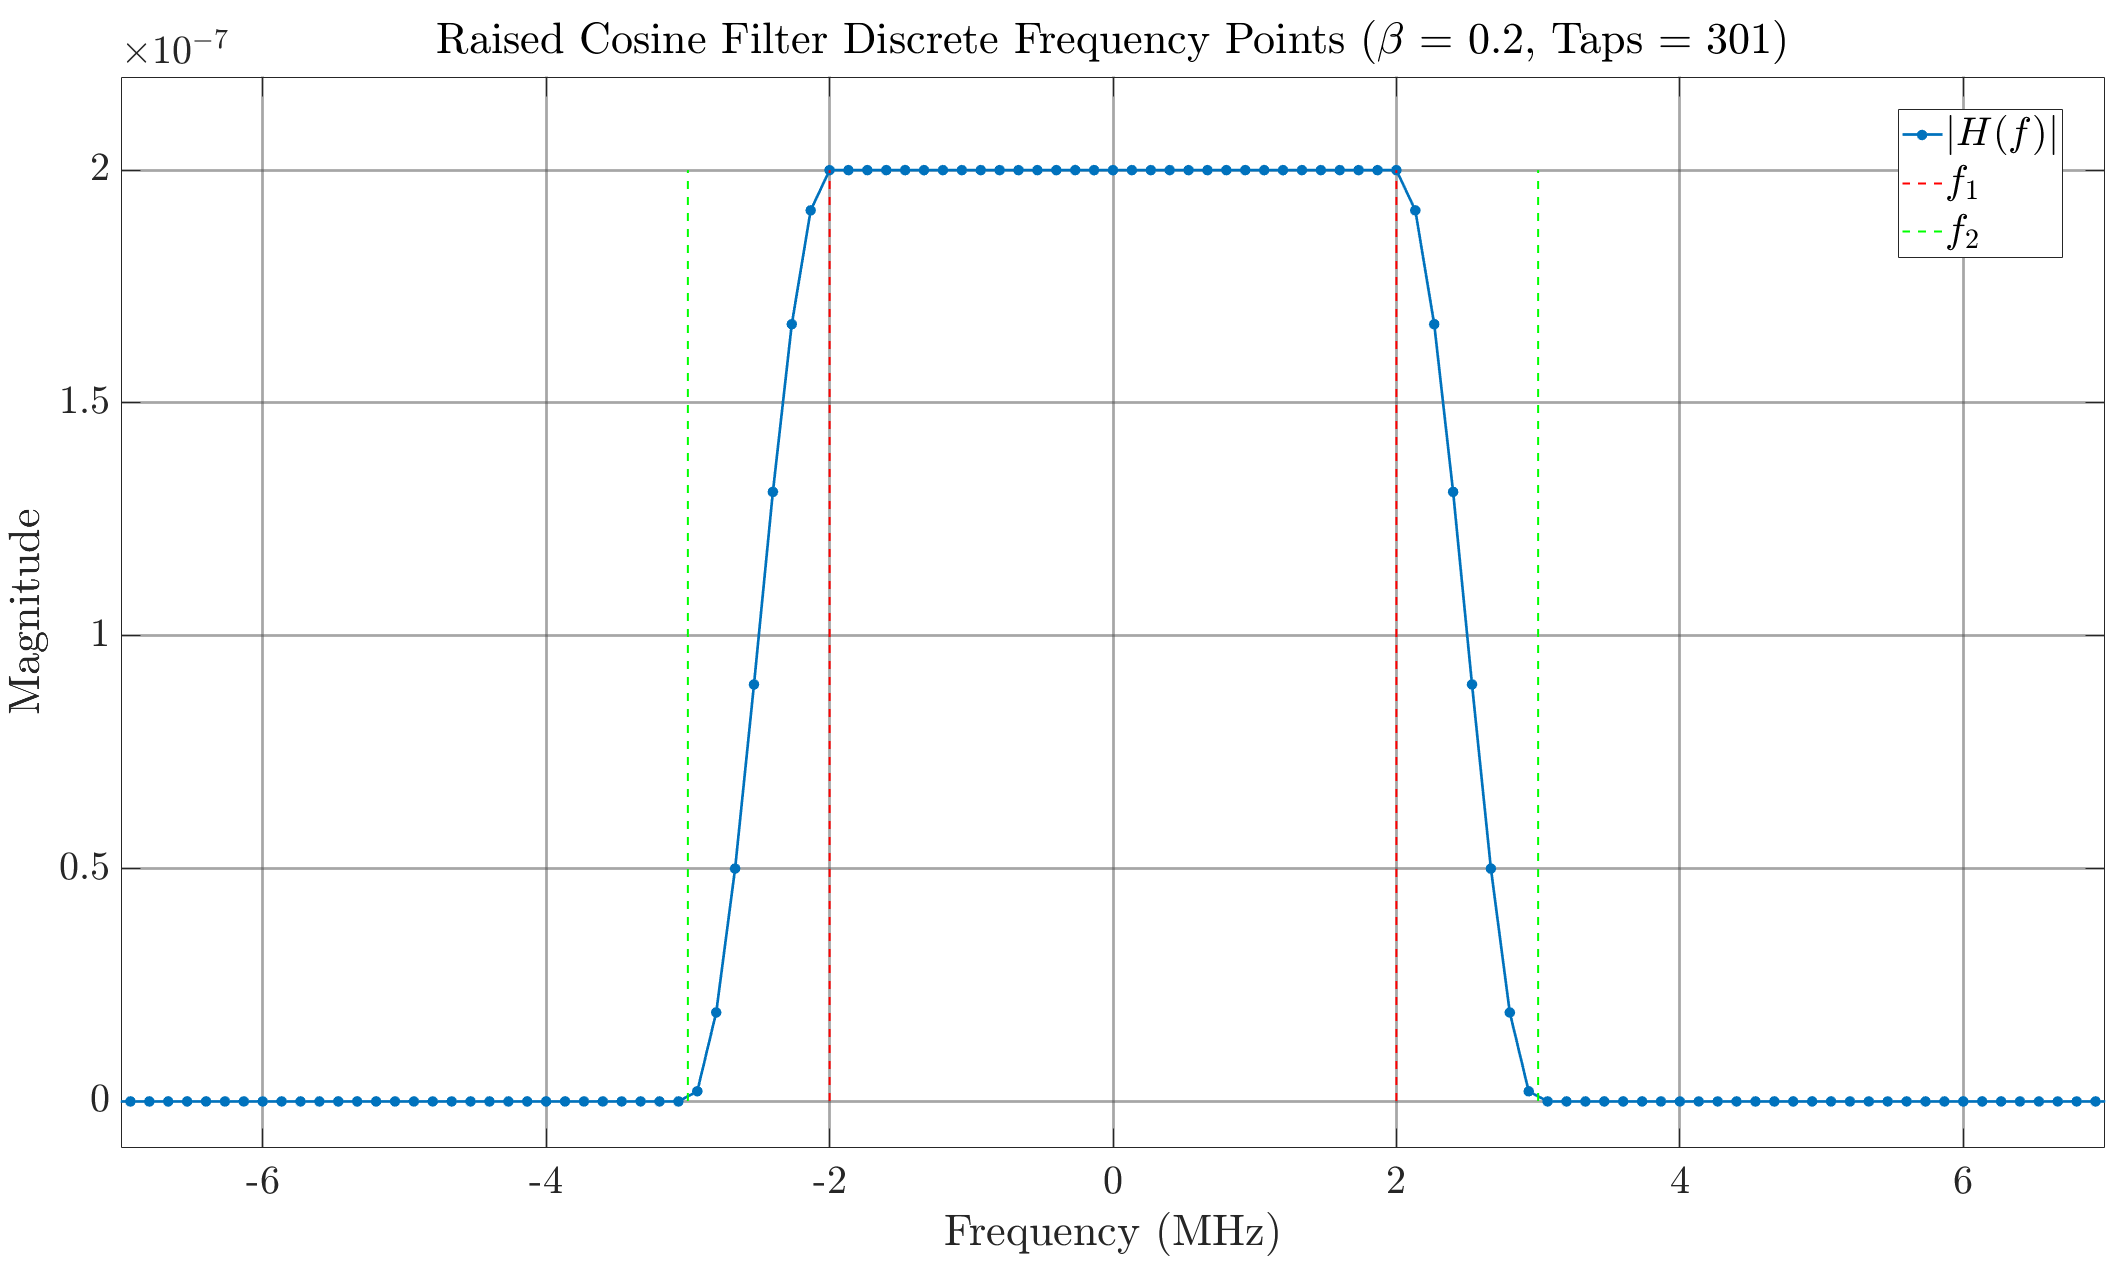 ×10⁻⁷
Raised Cosine Filter Discrete Frequency Points (β = 0.2, Taps = 301)
|H(f)|
f₁
f₂
2
1.5
1
0.5
0
Magnitude
-6 -4 -2 0 2 4 6
Frequency (MHz)